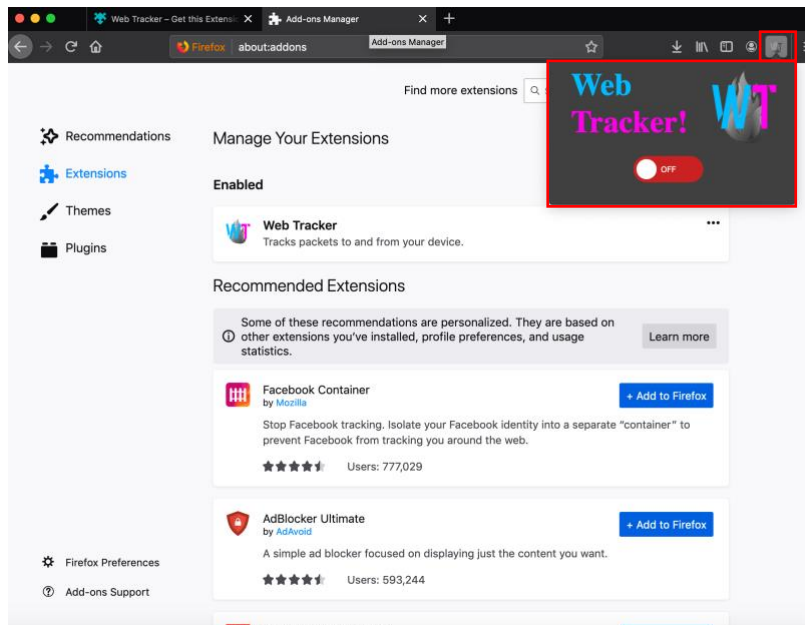 Web Tracker – Get this Extensio
Add-ons Manager
Firefox about:addons
Add-ons Manager
Find more extensions
Web
Tracker!
WT
OFF
Recommendations
Extensions
Themes
Plugins
Manage Your Extensions
Enabled
Web Tracker
Tracks packets to and from your device.
Recommended Extensions
Some of these recommendations are personalized. They are based on
other extensions you've installed, profile preferences, and usage
statistics.
Learn more
Facebook Container
by Mozilla
+ Add to Firefox
Stop Facebook tracking. Isolate your Facebook identity into a separate “container” to
prevent Facebook from tracking you around the web.
Users: 777,029
AdBlocker Ultimate
by AdAvoid
+ Add to Firefox
A simple ad blocker focused on displaying just the content you want.
Users: 593,244
Firefox Preferences
Add-ons Support